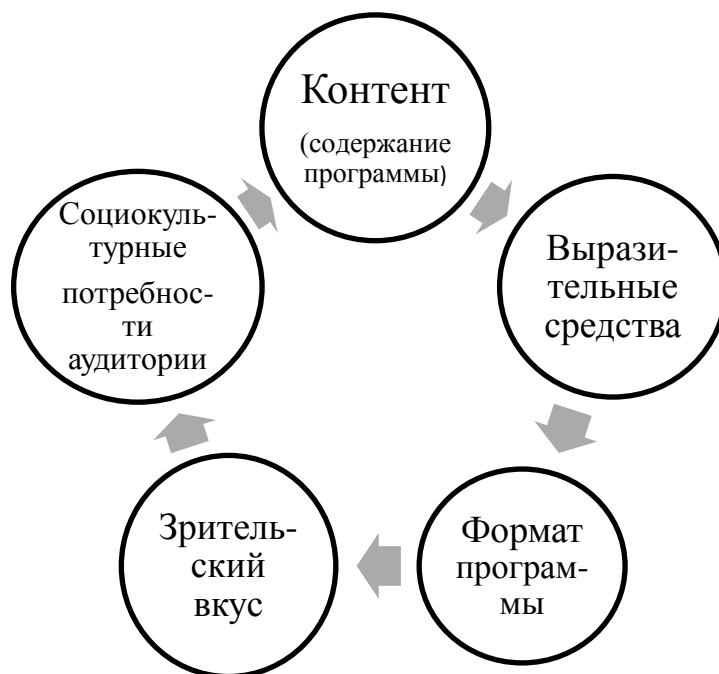 Контент
(содержание
программы)
Вырази-
тельные
средства
Формат
програм-
мы
Зритель-
ский
вкус
Социокуль-
турные
потребнос-
ти
аудитории